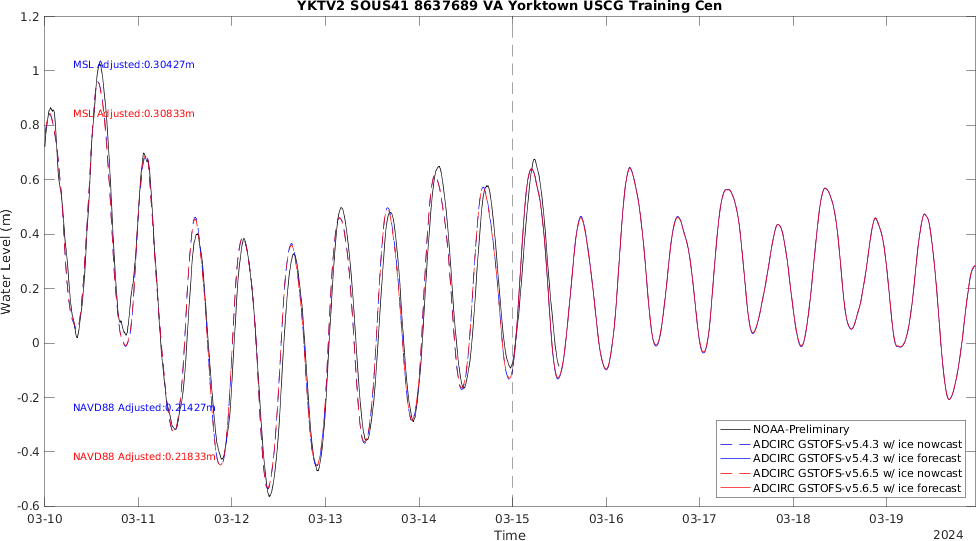 YKTV2 SOUS41 8637689 VA Yorktown USCG Training Cen
1.2
1
0.8
0.6
0.4
0.2
0
-0.2
-0.4
-0.6
Water Level (m)
MSL Adjusted:0.30427m
MSL Adjusted:0.30833m
NAVD88 Adjusted:0.21427m
NAVD88 Adjusted:0.21833m
NOAA-Preliminary
ADCIRC GSTOFS-v5.4.3 w/ ice nowcast
ADCIRC GSTOFS-v5.4.3 w/ ice forecast
ADCIRC GSTOFS-v5.6.5 w/ ice nowcast
ADCIRC GSTOFS-v5.6.5 w/ ice forecast
03-10 03-11 03-12 03-13 03-14 03-15 03-16 03-17 03-18 03-19
Time
2024